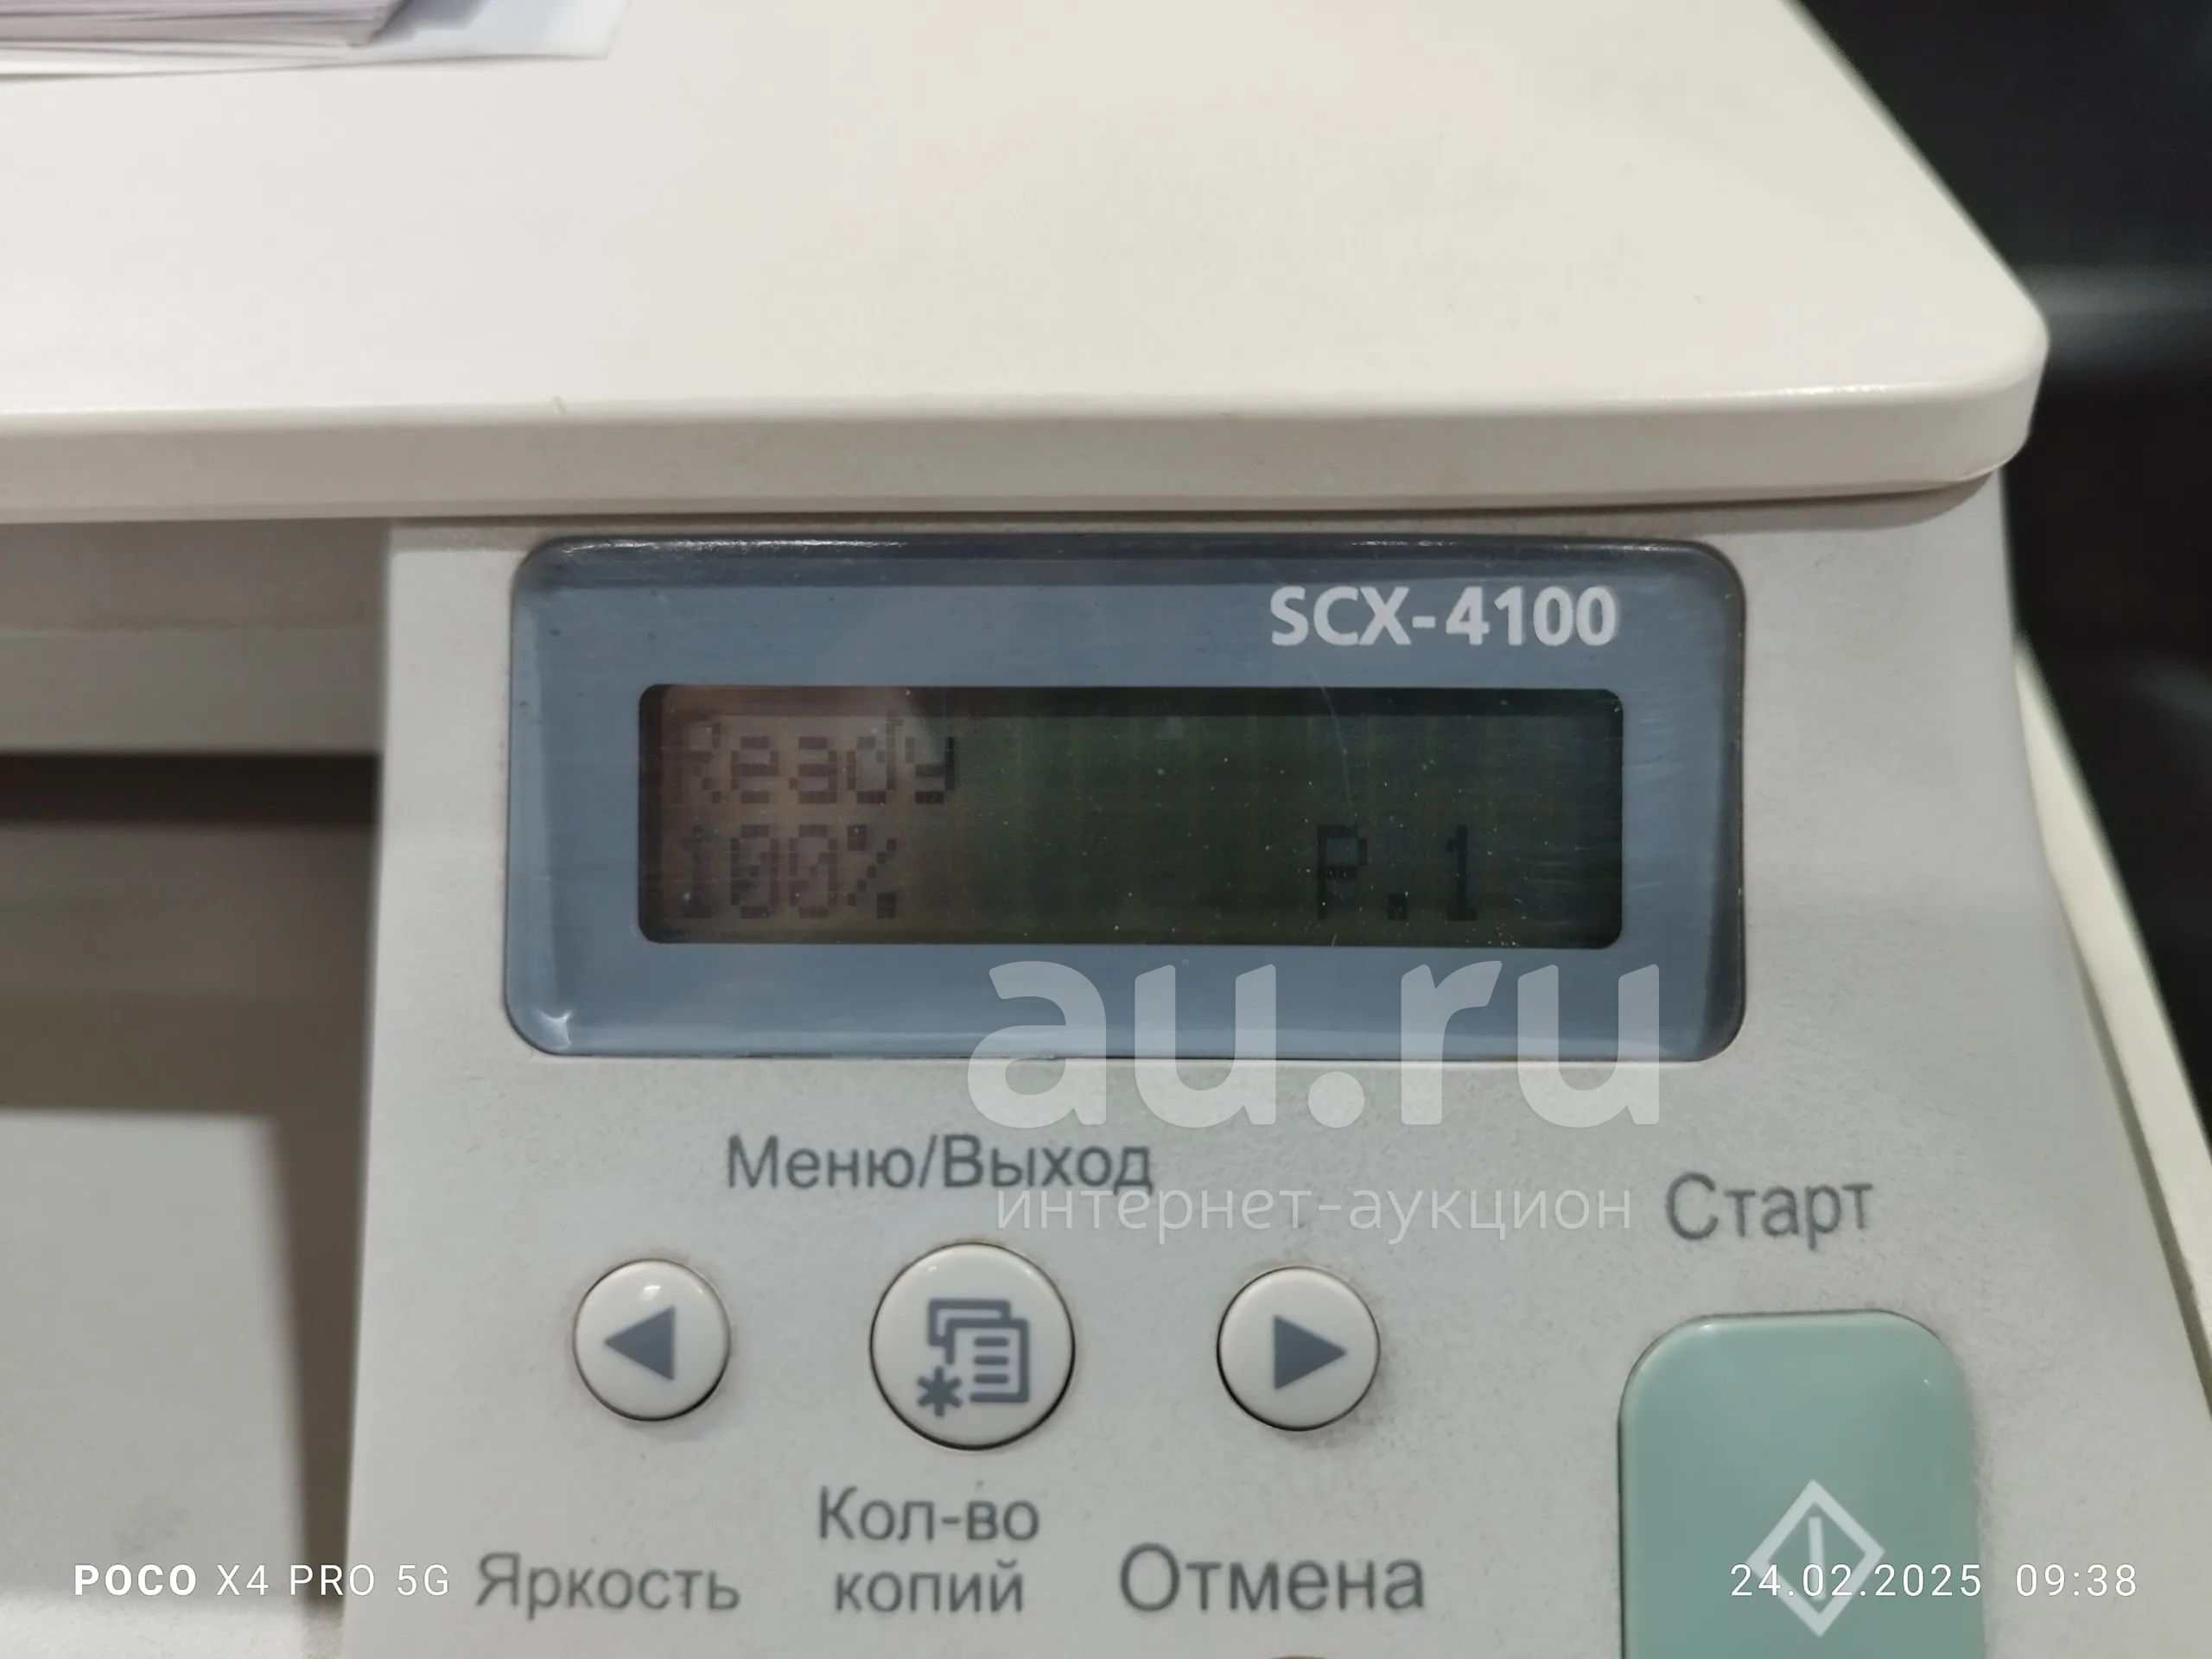 SCX-4100
Ready
100% P.1
au.ru
Меню/Выход
интернет-аукцион
Старт
Кол-во
копий
Яркость
Отмена
POCO X4 PRO 5G
24.02.2025 09:38